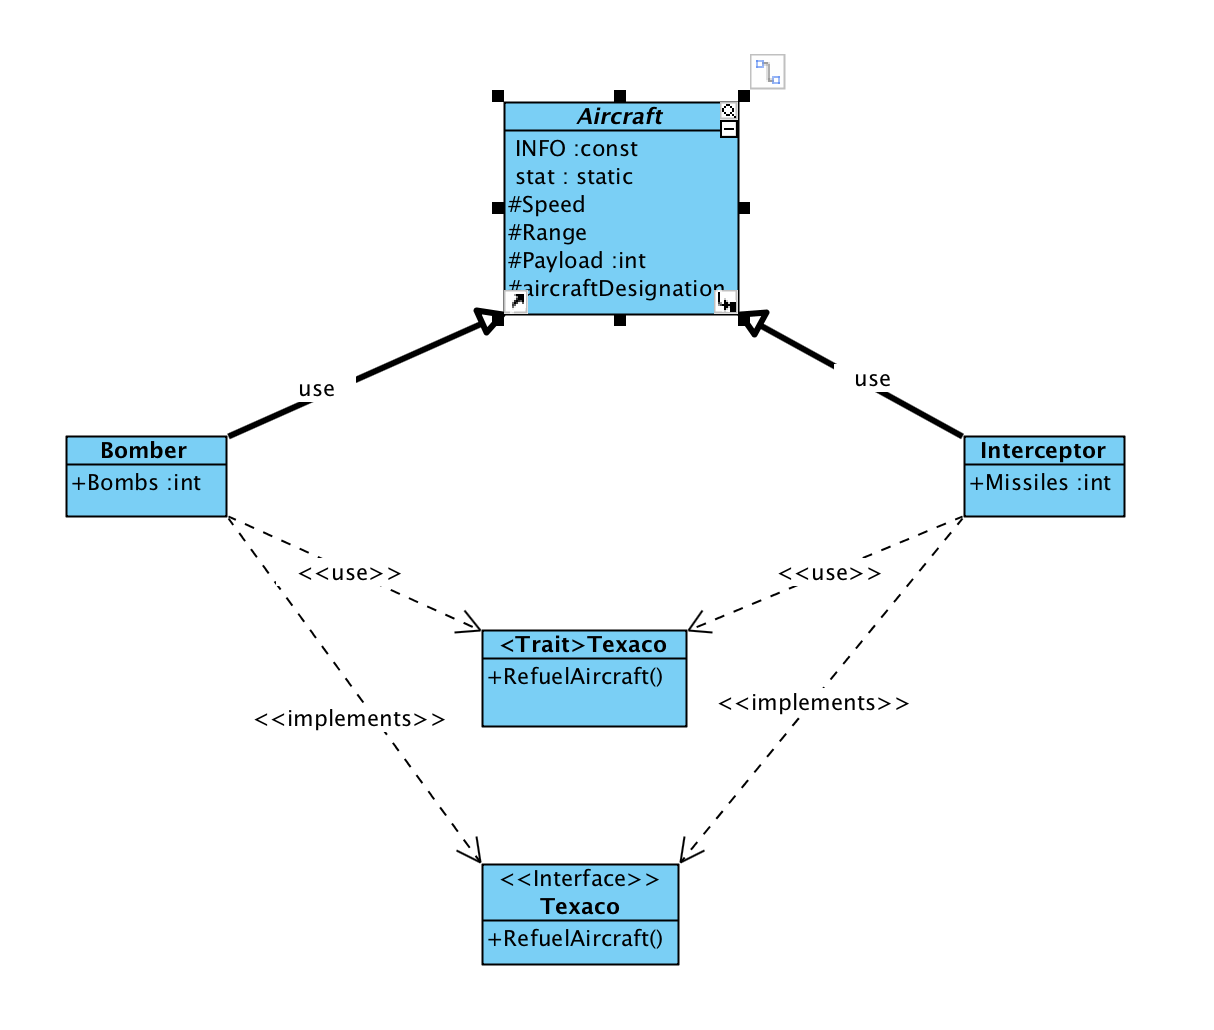 Aircraft
INFO :const
stat : static
#Speed
#Range
#Payload :int
#aircraftDesignation
use
use
Bomber
+Bombs :int
Interceptor
+Missiles :int
<<use>>
<<use>>
<Trait>Texaco
+RefuelAircraft()
<<implements>>
<<implements>>
<<Interface>>
Texaco
+RefuelAircraft()